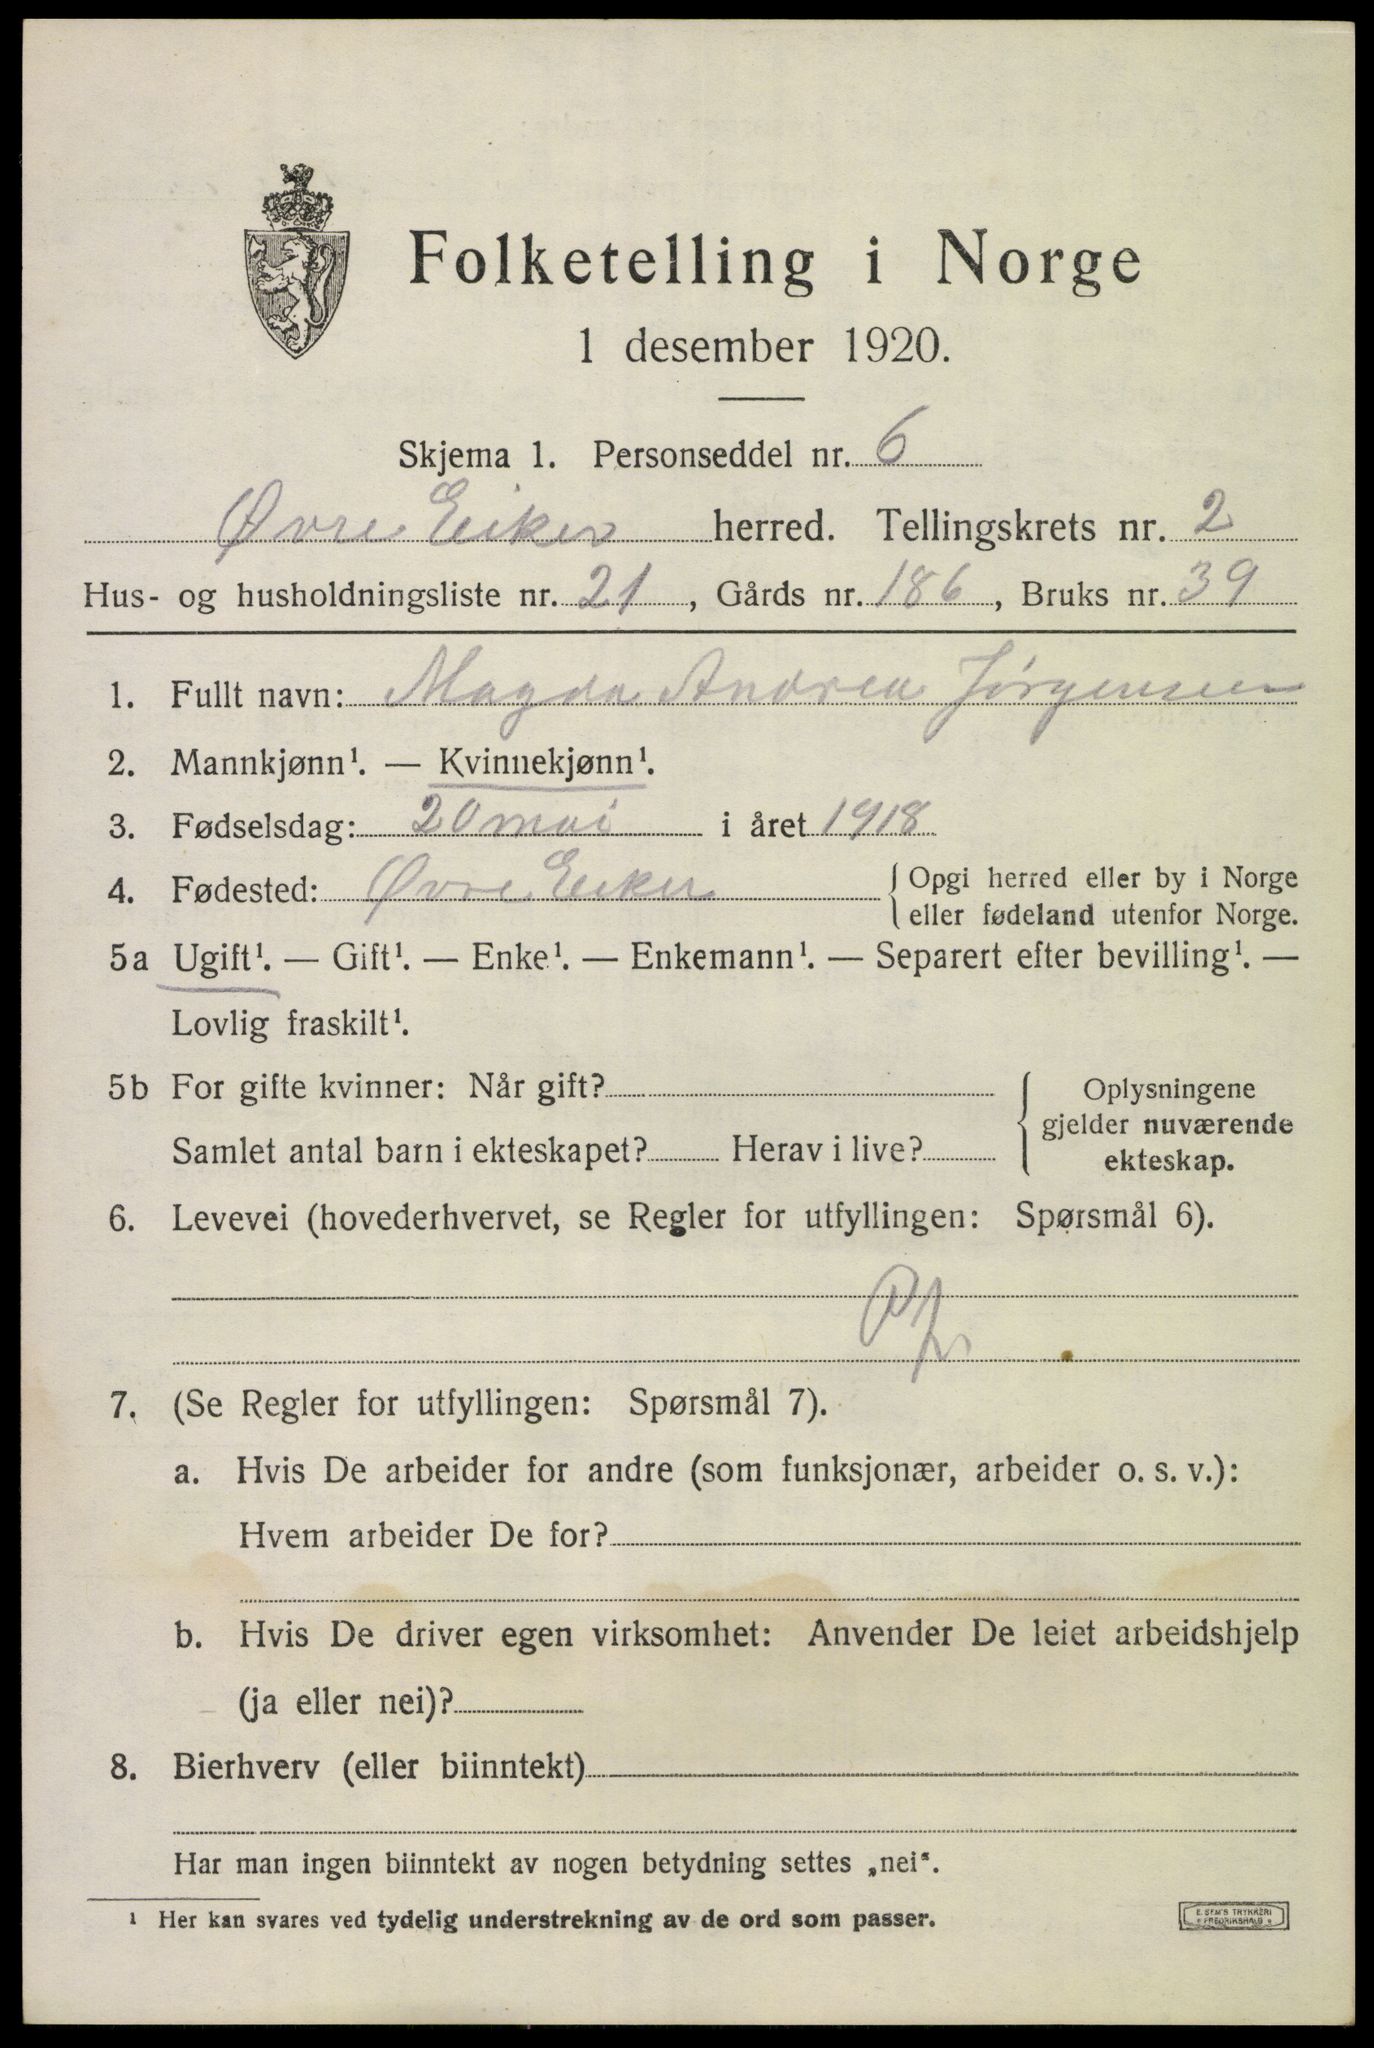 Folketelling i Norge
1 desember 1920.
Skjema 1. Personseddel nr. 6
Øvre Eiker herred. Tellingskrets nr. 2
Hus- og husholdningsliste nr. 21, Gårds nr. 186, Bruks nr. 39
1. Fullt navn: Magda Andrea Jørgensen
2. Mannkjønn¹. — Kvinnekjønn¹.
3. Fødselsdag: 20 mai i året 1918
4. Fødested: Øvre Eiker { Opgi herred eller by i Norge
eller fødeland utenfor Norge.
5a Ugift¹. — Gift¹. — Enke¹. — Enkemann¹. — Separert efter bevilling¹. —
Lovlig fraskilt¹.
5b For gifte kvinner: Når gift?
Samlet antal barn i ekteskapet? Herav i live?
Oplysningene
gjelder nuværende
ekteskap.
6. Levevei (hovederhvervet, se Regler for utfyllingen: Spørsmål 6).
7. (Se Regler for utfyllingen: Spørsmål 7).
a. Hvis De arbeider for andre (som funksjonær, arbeider o. s. v.):
Hvem arbeider De for?
b. Hvis De driver egen virksomhet: Anvender De leiet arbeidshjelp
(ja eller nei)?
8. Bierhverv (eller biinntekt)
Har man ingen biinntekt av nogen betydning settes „nei".
¹ Her kan svares ved tydelig understrekning av de ord som passer.
E. SEM'S TRYKKERI
FREDRIKSHALD